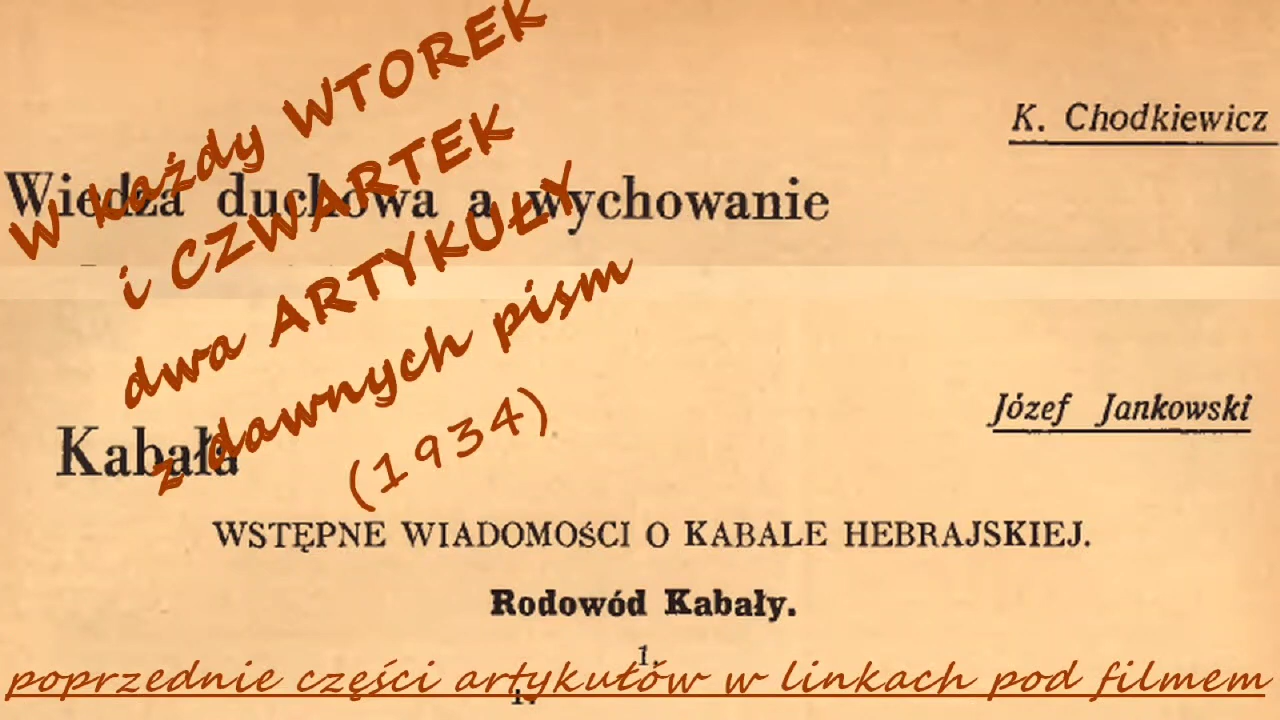 W każdy WTOREK
i CZWARTEK
dwa ARTYKUŁY
z dawnych pism
(1934)
K. Chodkiewicz
Wiedza duchowa a wychowanie
Józef Jankowski
Kabała
WSTĘPNE WIADOMOŚCI O KABALE HEBRAJSKIEJ.
Rodowód Kabały.
1.
poprzednie części artykułów w linkach pod filmem